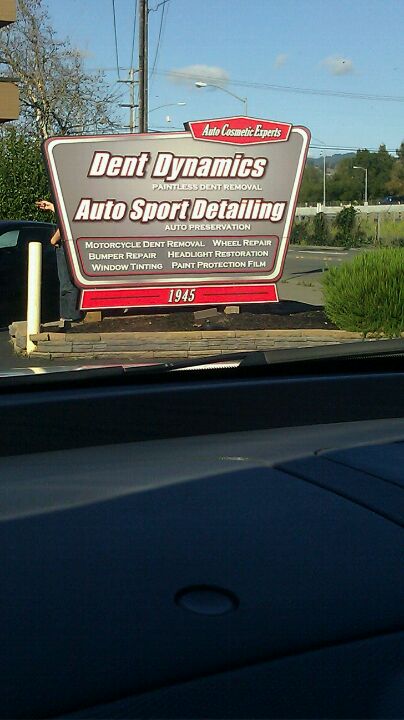 Auto Cosmetic Experts
Dent Dynamics
PAINTLESS DENT REMOVAL
Auto Sport Detailing
AUTO PRESERVATION
MOTORCYCLE DENT REMOVAL WHEEL REPAIR
BUMPER REPAIR HEADLIGHT RESTORATION
WINDOW TINTING PAINT PROTECTION FILM
1945